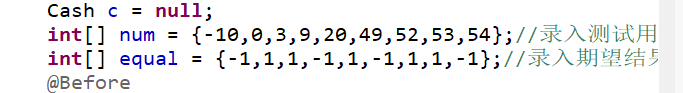 Cash c = null;
int[] num = {-10,0,3,9,20,49,52,53,54};//录入测试用
int[] equal = {-1,1,1,-1,1,-1,1,1,-1};//录入期望结果
@Before